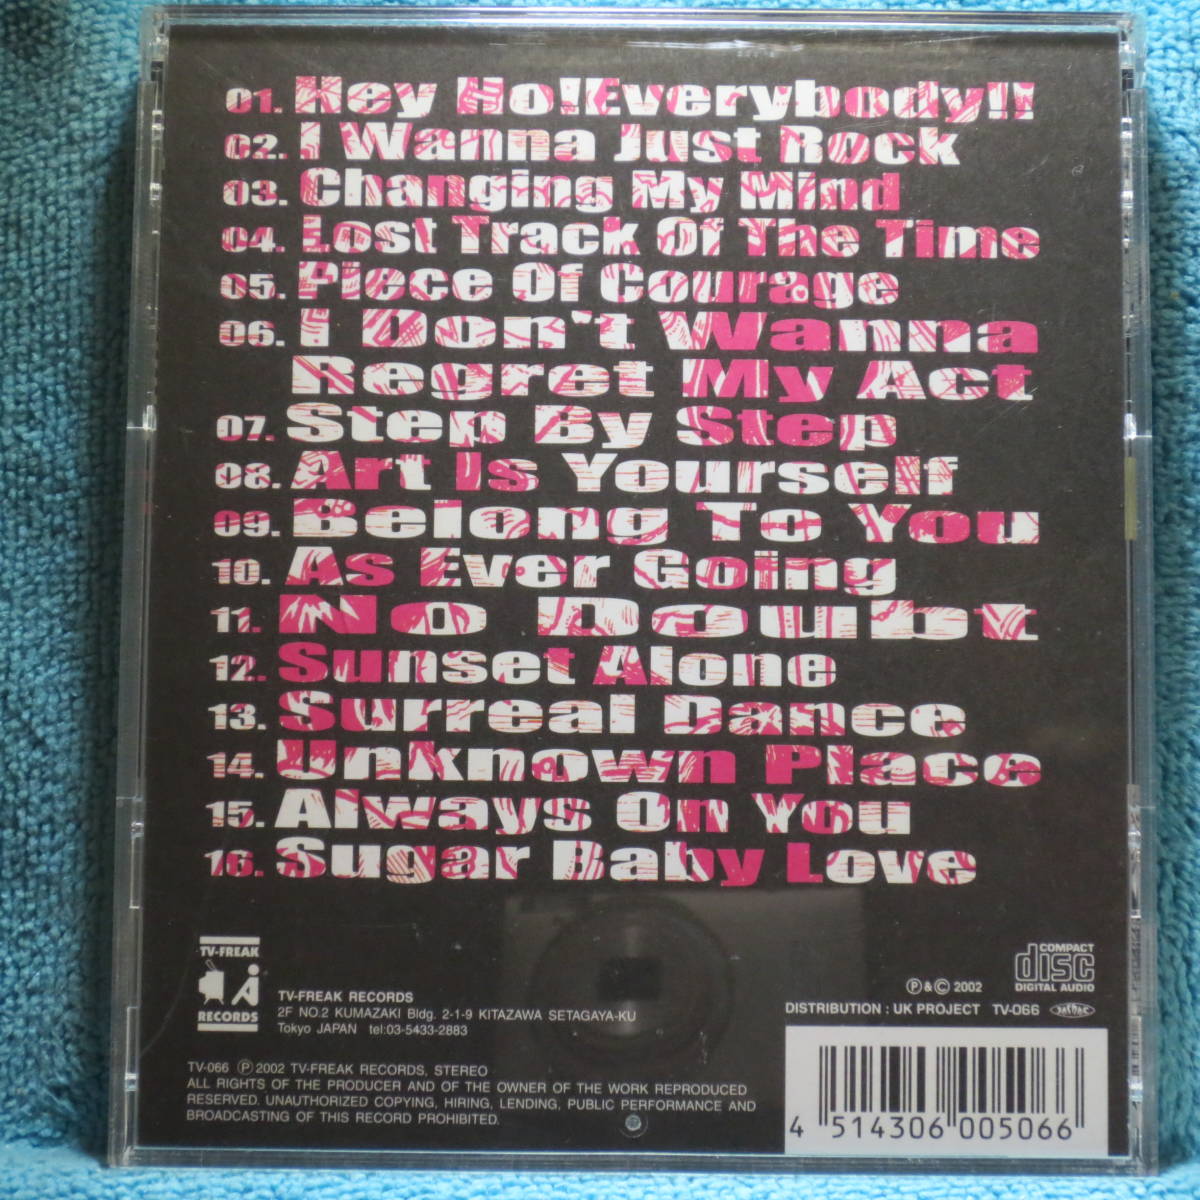 01. Hey Ho!Everybody!!
02. I Wanna Just Rock
03. Changing My Mind
04. Lost Track Of The Time
05. Piece Of Courage
06. I Don't Wanna
Regret My Act
07. Step By Step
08. Art Is Yourself
09. Belong To You
10. As Ever Going
11. No Doubt
12. Sunset Alone
13. Surreal Dance
14. Unknown Place
15. Always On You
16. Sugar Baby Love
TV-FREAK
RECORDS
TV-FREAK RECORDS
2F NO.2 KUMAZAKI Bldg. 2-1-9 KITAZAWA SETAGAYA-KU
Tokyo JAPAN tel:03-5433-2883
COMPACT
disc
DIGITAL AUDIO
Ⓟ & © 2002
DISTRIBUTION : UK PROJECT TV-066
TV-066 Ⓟ 2002 TV-FREAK RECORDS, STEREO
ALL RIGHTS OF THE PRODUCER AND OF THE OWNER OF THE WORK REPRODUCED
RESERVED. UNAUTHORIZED COPYING, HIRING, LENDING, PUBLIC PERFORMANCE AND
BROADCASTING OF THIS RECORD PROHIBITED.
4 514306 005066